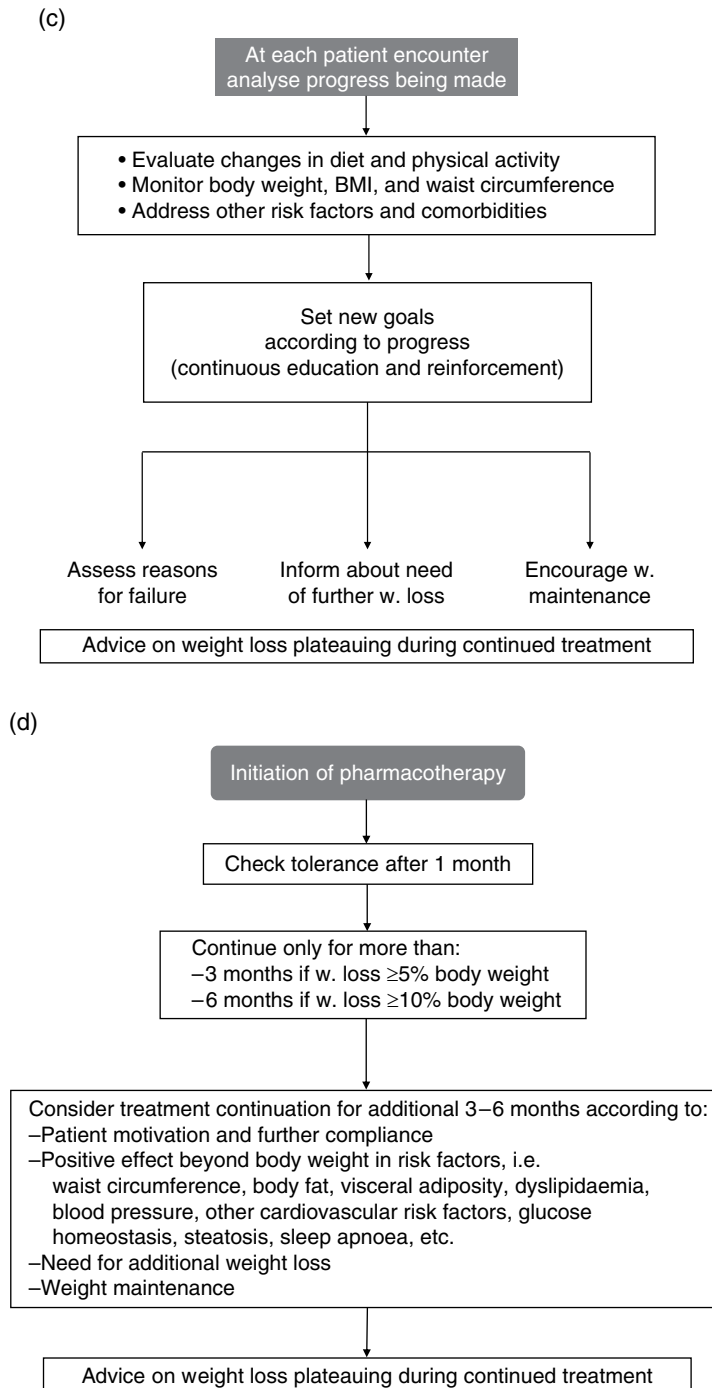 (c)
At each patient encounter
analyse progress being made
• Evaluate changes in diet and physical activity
• Monitor body weight, BMI, and waist circumference
• Address other risk factors and comorbidities
Set new goals
according to progress
(continuous education and reinforcement)
Assess reasons
for failure
Inform about need
of further w. loss
Encourage w.
maintenance
Advice on weight loss plateauing during continued treatment
(d)
Initiation of pharmacotherapy
Check tolerance after 1 month
Continue only for more than:
–3 months if w. loss ≥5% body weight
–6 months if w. loss ≥10% body weight
Consider treatment continuation for additional 3–6 months according to:
–Patient motivation and further compliance
–Positive effect beyond body weight in risk factors, i.e.
waist circumference, body fat, visceral adiposity, dyslipidaemia,
blood pressure, other cardiovascular risk factors, glucose
homeostasis, steatosis, sleep apnoea, etc.
–Need for additional weight loss
–Weight maintenance
Advice on weight loss plateauing during continued treatment